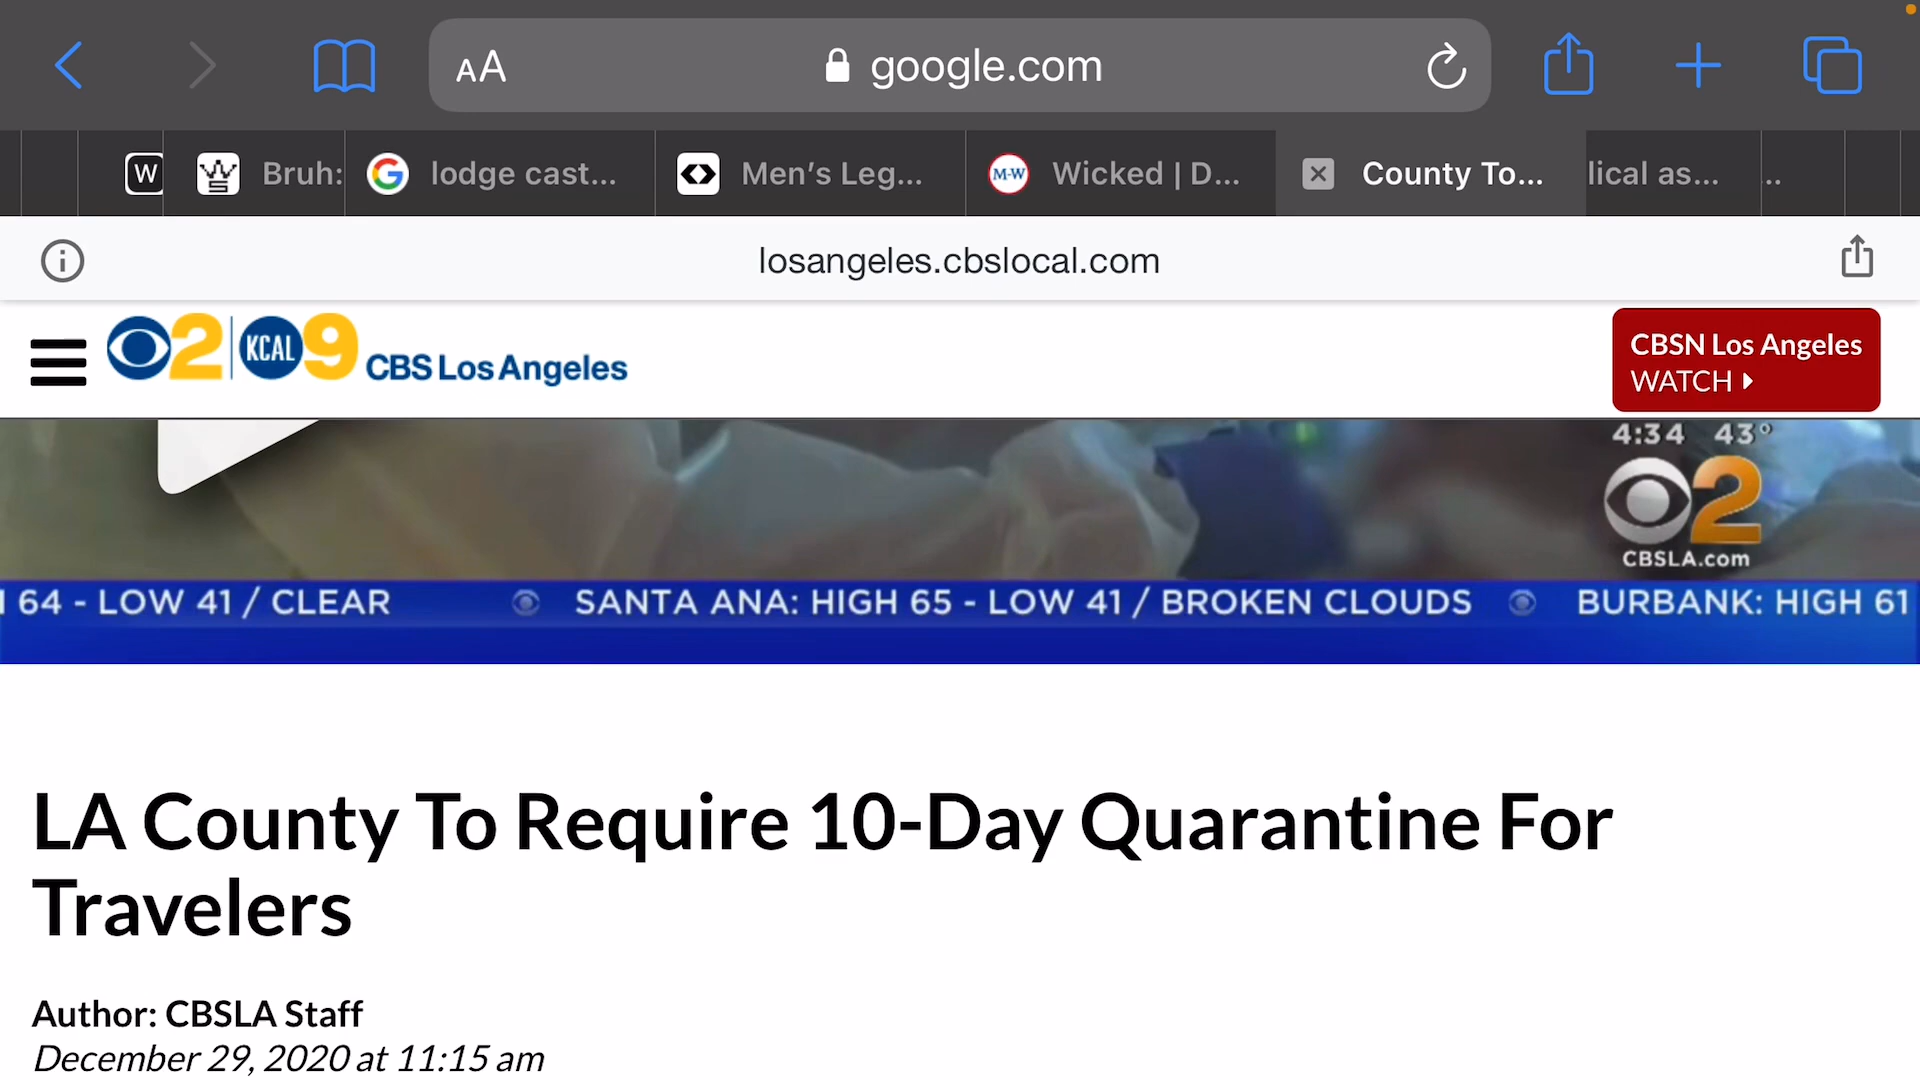 AA google.com
W Bruh: lodge cast... Men's Leg... M-W Wicked | D... County To... lical as... ..
losangeles.cbslocal.com
2 KCAL 9 CBS Los Angeles
CBSN Los Angeles
WATCH
4:34 43°
2
CBSLA.com
64 - LOW 41 / CLEAR SANTA ANA: HIGH 65 - LOW 41 / BROKEN CLOUDS BURBANK: HIGH 61
LA County To Require 10-Day Quarantine For
Travelers
Author: CBSLA Staff
December 29, 2020 at 11:15 am